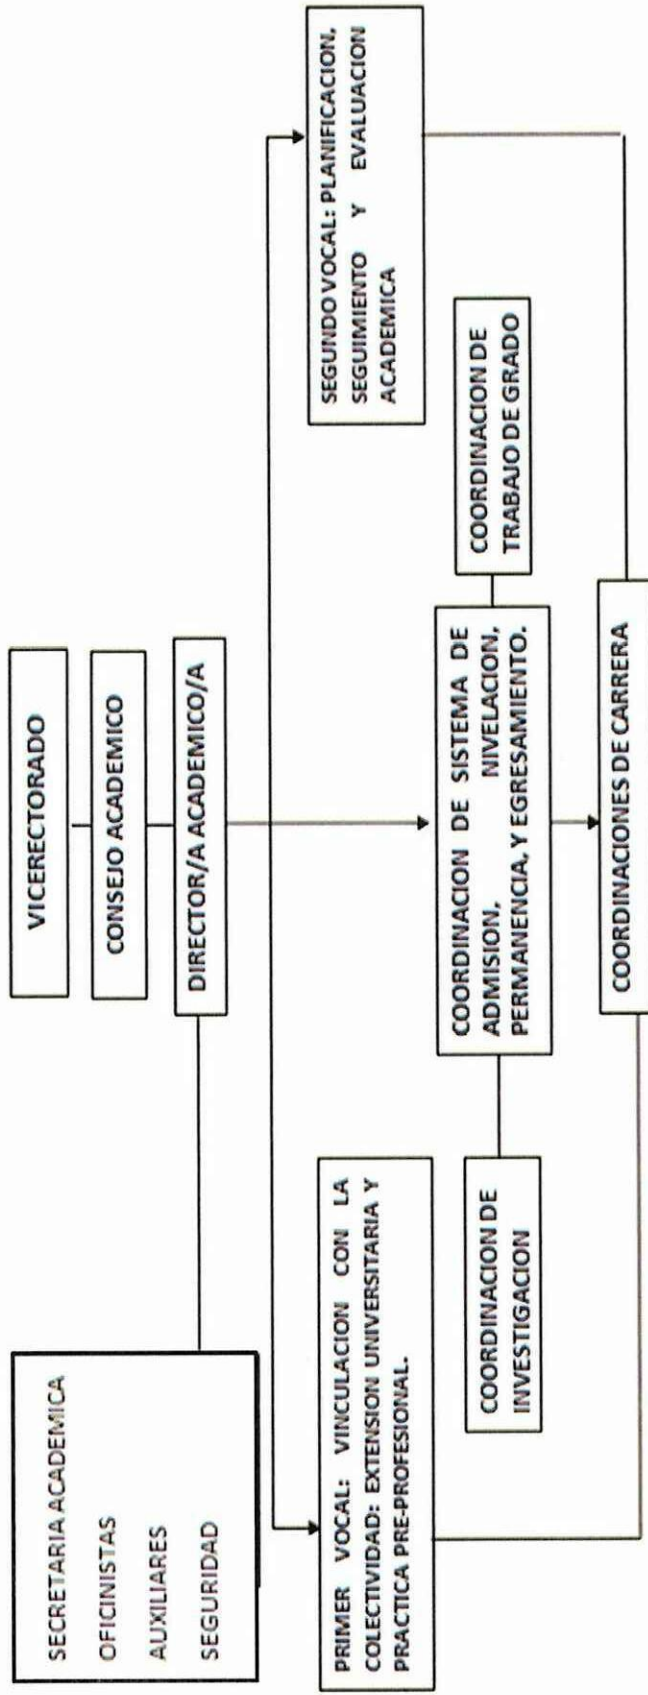 VICERECTORADO
CONSEJO ACADEMICO
DIRECTOR/A ACADEMICO/A
SECRETARIA ACADEMICA
OFICINISTAS
AUXILIARES
SEGURIDAD
PRIMER VOCAL: VINCULACION CON LA
COLECTIVIDAD: EXTENSION UNIVERSITARIA Y
PRACTICA PRE-PROFESIONAL.
SEGUNDO VOCAL: PLANIFICACION,
SEGUIMIENTO Y EVALUACION
ACADEMICA
COORDINACION DE
INVESTIGACION
COORDINACION DE SISTEMA DE
ADMISION, NIVELACION,
PERMANENCIA, Y EGRESAMIENTO.
COORDINACION DE
TRABAJO DE GRADO
COORDINACIONES DE CARRERA